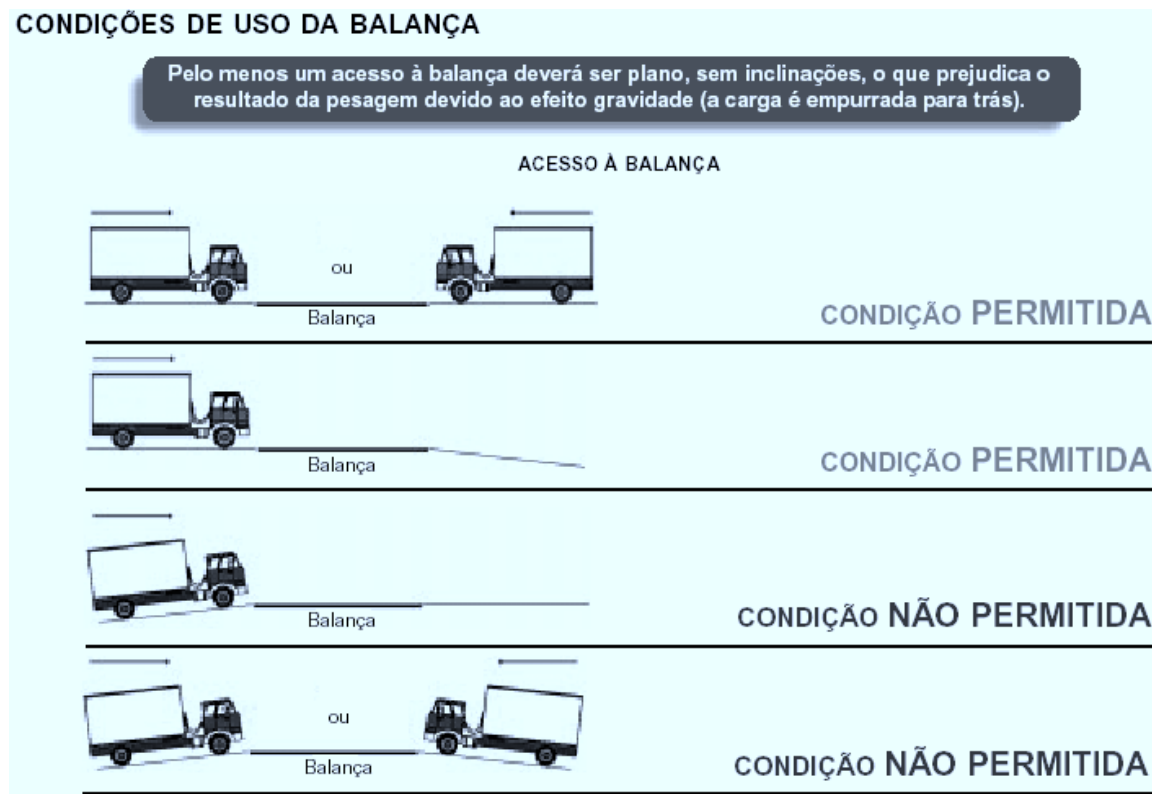 CONDIÇÕES DE USO DA BALANÇA
Pelo menos um acesso à balança deverá ser plano, sem inclinações, o que prejudica o
resultado da pesagem devido ao efeito gravidade (a carga é empurrada para trás).
ACESSO À BALANÇA
ou
Balança
CONDIÇÃO PERMITIDA
Balança
CONDIÇÃO PERMITIDA
Balança
CONDIÇÃO NÃO PERMITIDA
ou
Balança
CONDIÇÃO NÃO PERMITIDA